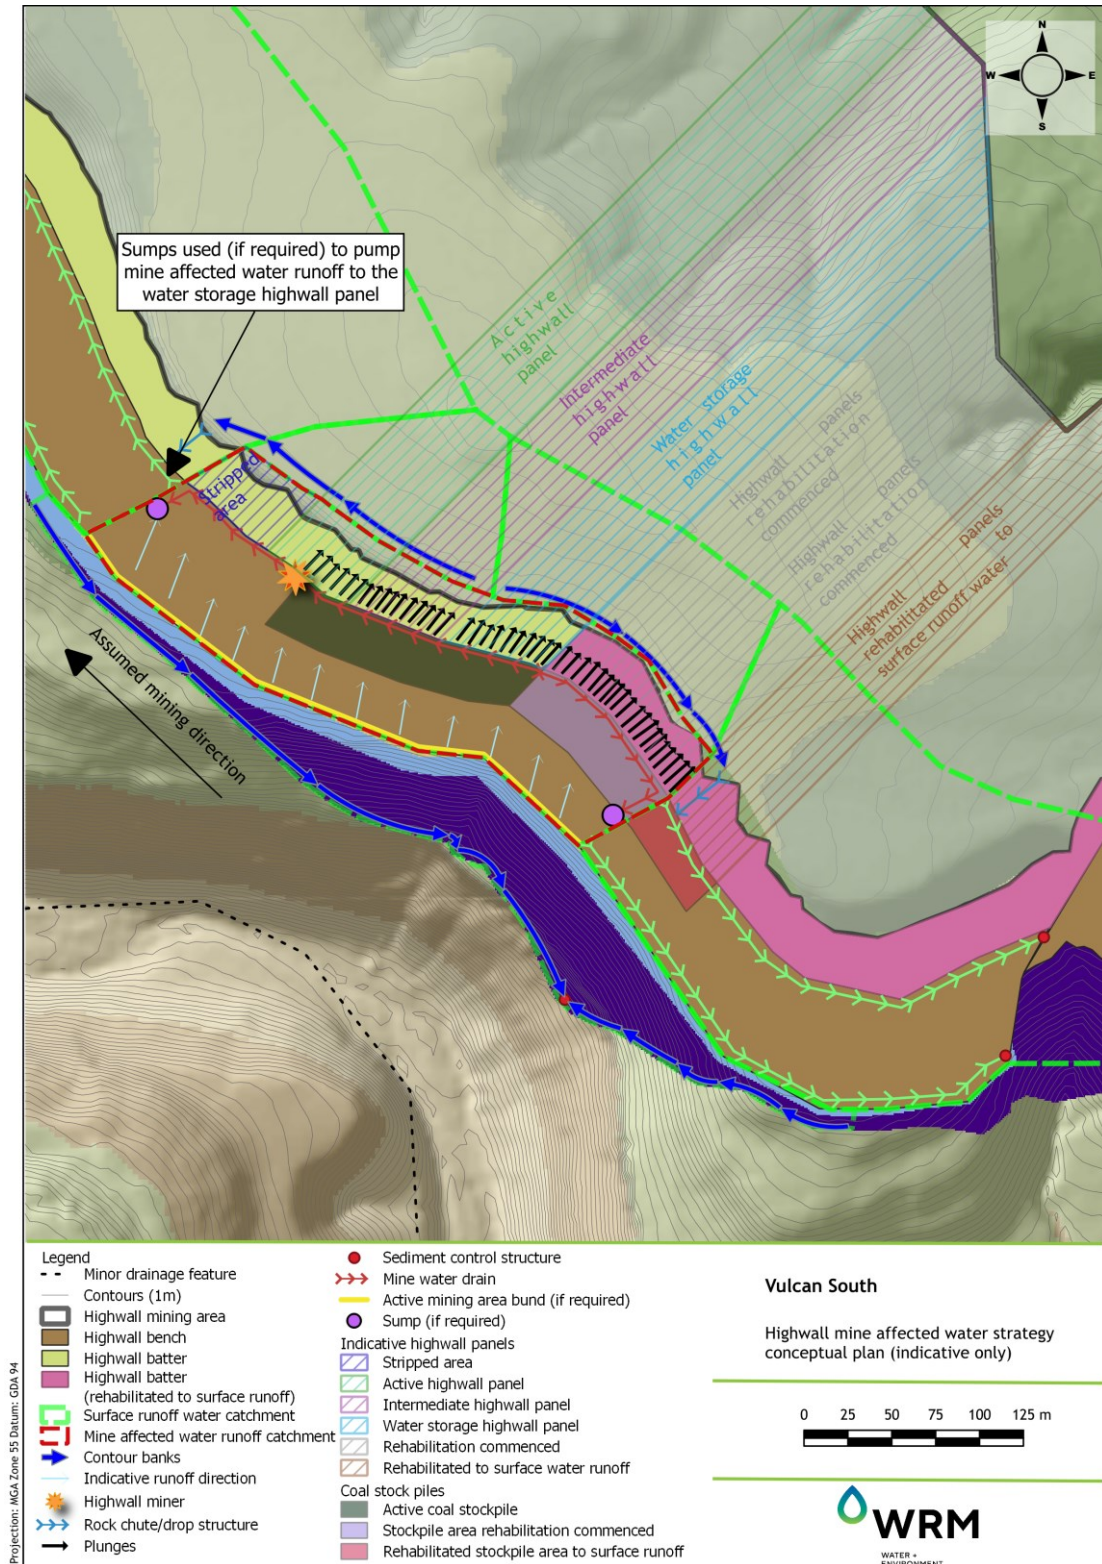 N
W
E
S
Sumps used (if required) to pump
mine affected water runoff to the
water storage highwall panel
Active
highwall
panel
Intermediate
highwall
panel
Water storage
highwall
panel
Highwall panels
rehabilitation
commenced
Highwall panels
rehabilitation
commenced
Highwall panels
rehabilitated to
surface runoff water
Stripped
area
Assumed mining direction
Projection: MGA Zone 55 Datum: GDA 94
Legend
Minor drainage feature
Contours (1m)
Highwall mining area
Highwall bench
Highwall batter
Highwall batter
(rehabilitated to surface runoff)
Surface runoff water catchment
Mine affected water runoff catchment
Contour banks
Indicative runoff direction
Highwall miner
Rock chute/drop structure
Plunges
Sediment control structure
Mine water drain
Active mining area bund (if required)
Sump (if required)
Indicative highwall panels
Stripped area
Active highwall panel
Intermediate highwall panel
Water storage highwall panel
Rehabilitation commenced
Rehabilitated to surface water runoff
Coal stock piles
Active coal stockpile
Stockpile area rehabilitation commenced
Rehabilitated stockpile area to surface runoff
Vulcan South
Highwall mine affected water strategy
conceptual plan (indicative only)
0 25 50 75 100 125 m
WRM
WATER +
ENVIRONMENT